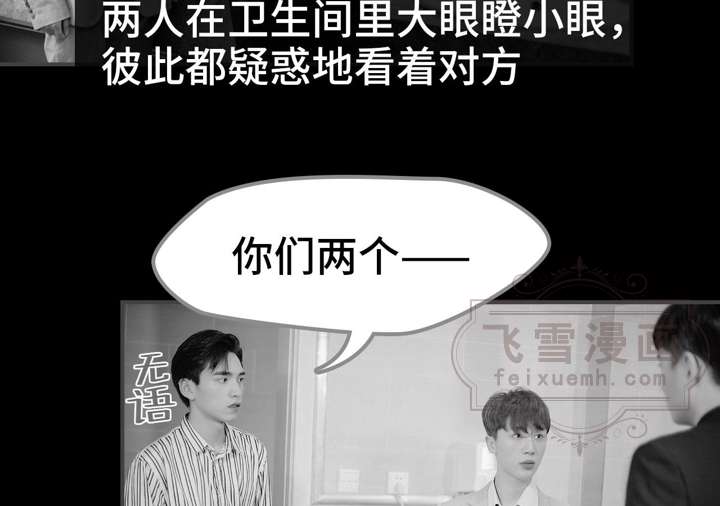 两人在卫生间里大眼瞪小眼，
彼此都疑惑地看着对方
你们两个——
飞雪漫画
feixuemh.com
无语